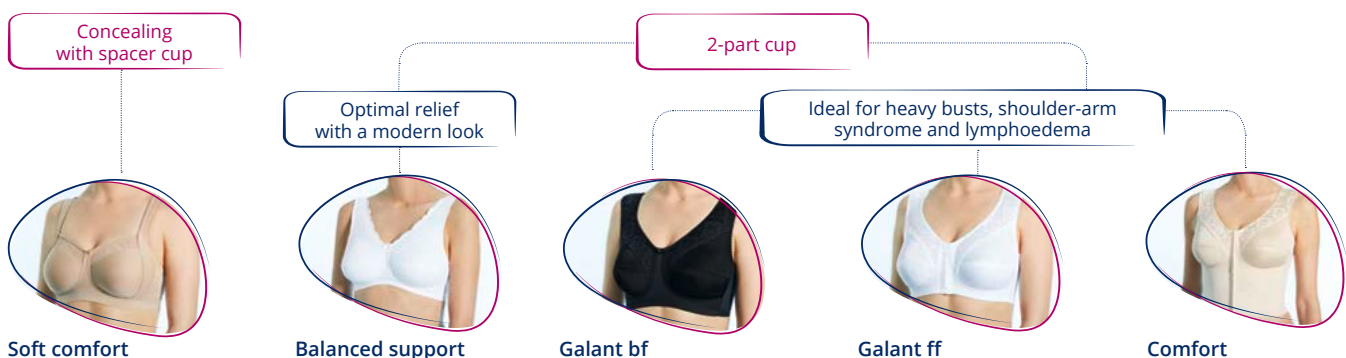 Concealing
with spacer cup
2-part cup
Optimal relief
with a modern look
Ideal for heavy busts, shoulder-arm
syndrome and lymphoedema
Soft comfort
Balanced support
Galant bf
Galant ff
Comfort